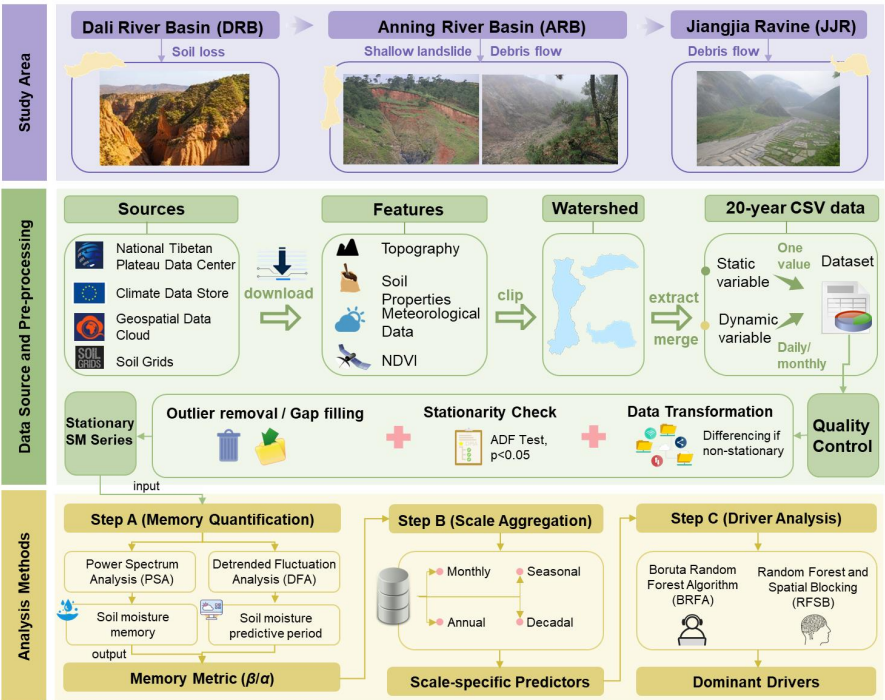 Study Area
Dali River Basin (DRB)
Anning River Basin (ARB)
Jiangjia Ravine (JJR)
Soil loss
Shallow landslide
Debris flow
Debris flow
Data Source and Pre-processing
Sources
Features
Watershed
20-year CSV data
National Tibetan
Plateau Data Center
Climate Data Store
Geospatial Data
Cloud
SOIL
GRIDS
Soil Grids
download
Topography
Soil
Properties
Meteorological
Data
NDVI
clip
extract
merge
Static
variable
One
value
Dynamic
variable
Daily/
monthly
Dataset
Stationary
SM Series
Outlier removal / Gap filling
Stationarity Check
ADF Test,
p<0.05
Data Transformation
Differencing if
non-stationary
Quality
Control
input
Analysis Methods
Step A (Memory Quantification)
Power Spectrum
Analysis (PSA)
Detrended Fluctuation
Analysis (DFA)
Soil moisture
memory
Soil moisture
predictive period
output
Memory Metric (β/α)
Step B (Scale Aggregation)
Monthly
Seasonal
Annual
Decadal
Scale-specific Predictors
Step C (Driver Analysis)
Boruta Random
Forest Algorithm
(BRFA)
Random Forest and
Spatial Blocking
(RFSB)
Dominant Drivers